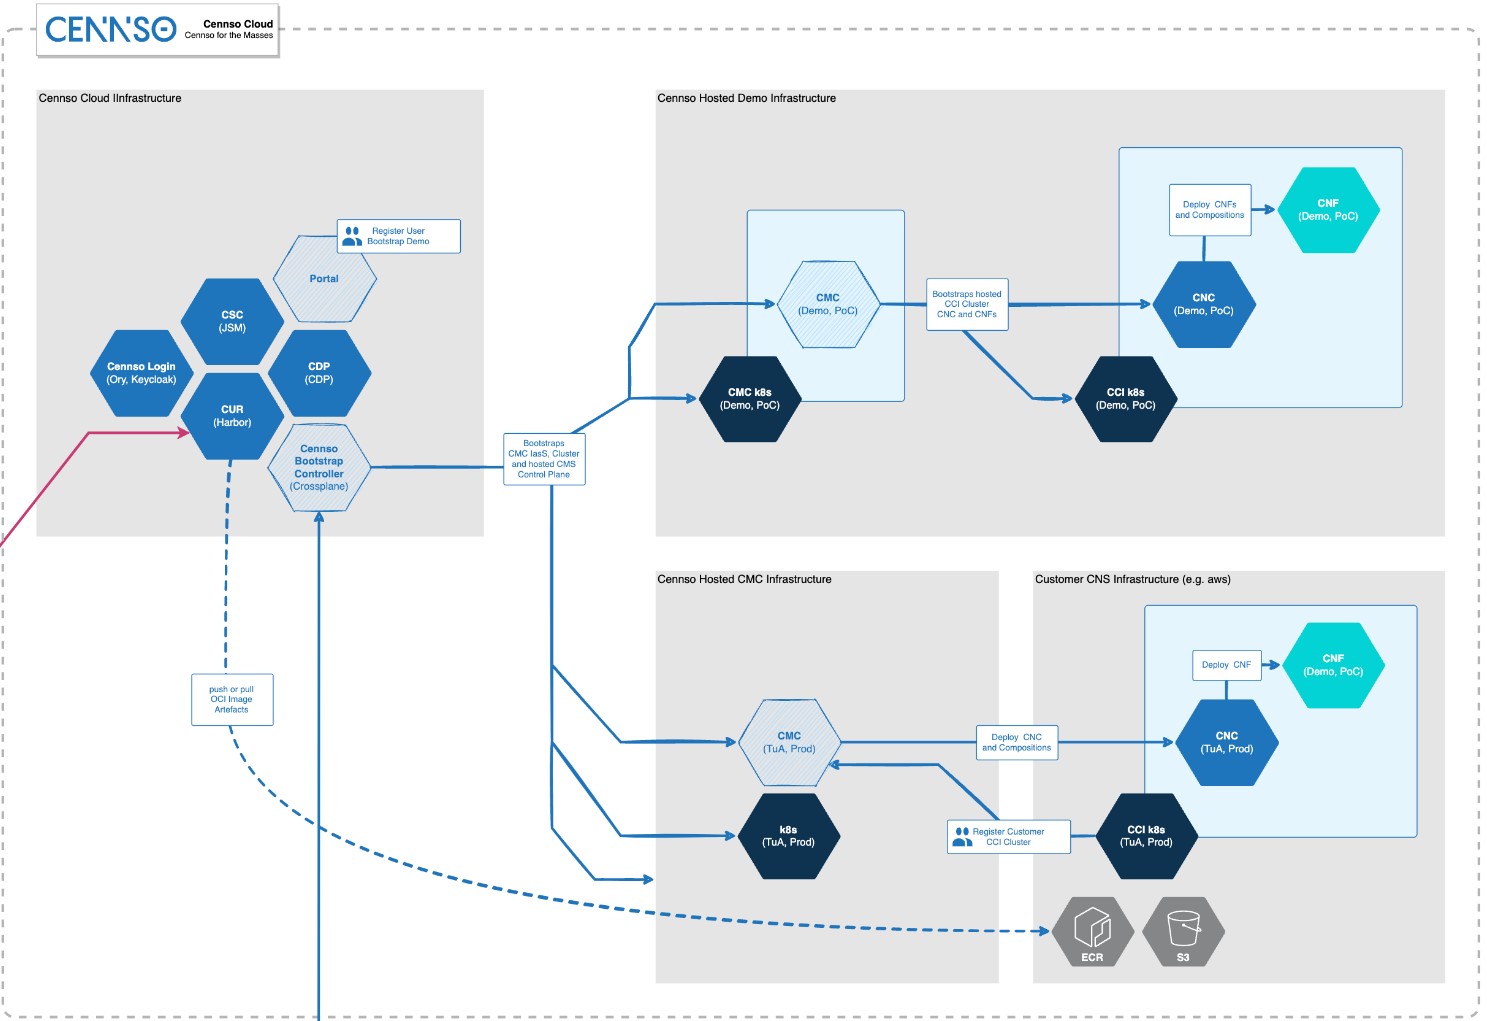 CENNSO
Cennso Cloud
Cennso for the Masses
Cennso Cloud IInfrastructure
Register User
Bootstrap Demo
Portal
CSC
(JSM)
Cennso Login
(Ory, Keycloak)
CDP
(CDP)
CUR
(Harbor)
Cennso
Bootstrap
Controller
(Crossplane)
push or pull
OCI Image
Artefacts
Bootstraps
CMC IasS, Cluster
and hosted CMS
Control Plane
Cennso Hosted Demo Infrastructure
CMC
(Demo, PoC)
CMC k8s
(Demo, PoC)
Bootstraps hosted
CCI Cluster
CNC and CNFs
Deploy CNFs
and Compositions
CNF
(Demo, PoC)
CNC
(Demo, PoC)
CCI k8s
(Demo, PoC)
Cennso Hosted CMC Infrastructure
CMC
(TuA, Prod)
k8s
(TuA, Prod)
Deploy CNC
and Compositions
Register Customer
CCI Cluster
Customer CNS Infrastructure (e.g. aws)
Deploy CNF
CNF
(Demo, PoC)
CNC
(TuA, Prod)
CCI k8s
(TuA, Prod)
ECR
S3